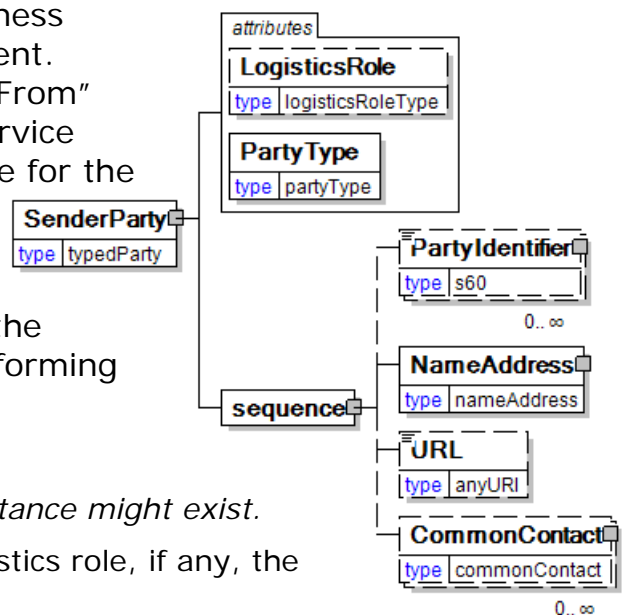 ness
ent.
From"
rvice
e for the
the
forming
tance might exist.
stics role, if any, the
attributes
LogisticsRole
type logisticsRoleType
PartyType
type partyType
SenderParty
type typedParty
sequence
PartyIdentifier
type s60
0.. ∞
NameAddress
type nameAddress
URL
type anyURI
CommonContact
type commonContact
0.. ∞